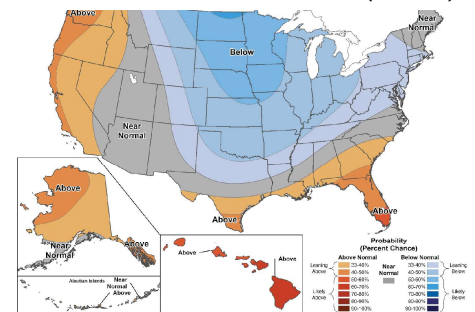 Above
Near
Normal
Below
Near
Normal
Above
Near
Normal
Above
Above
Above
Above
Above
Aleutian Islands
Near
Normal
Above
Probability
(Percent Chance)
Above Normal
Below Normal
Leaning
Above
33-40%
40-50%
50-60%
Likely
Above
60-70%
70-80%
80-90%
90-100%
Near
Normal
33-40%
40-50%
50-60%
Leaning
Below
60-70%
70-80%
80-90%
90-100%
Likely
Below